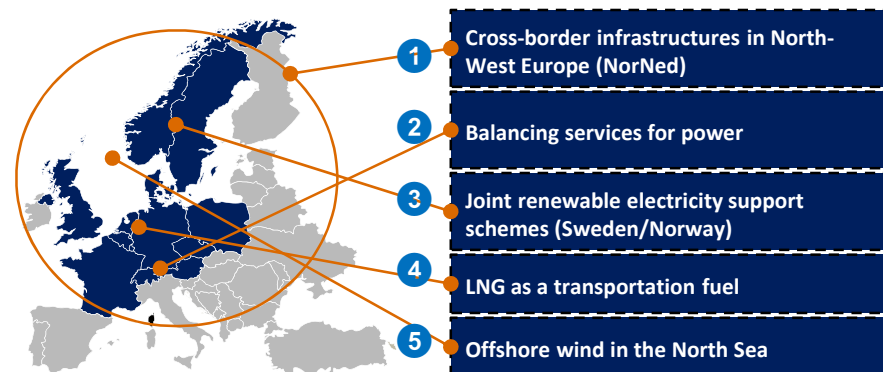 1
Cross-border infrastructures in North-
West Europe (NorNed)
2
Balancing services for power
3
Joint renewable electricity support
schemes (Sweden/Norway)
4
LNG as a transportation fuel
5
Offshore wind in the North Sea